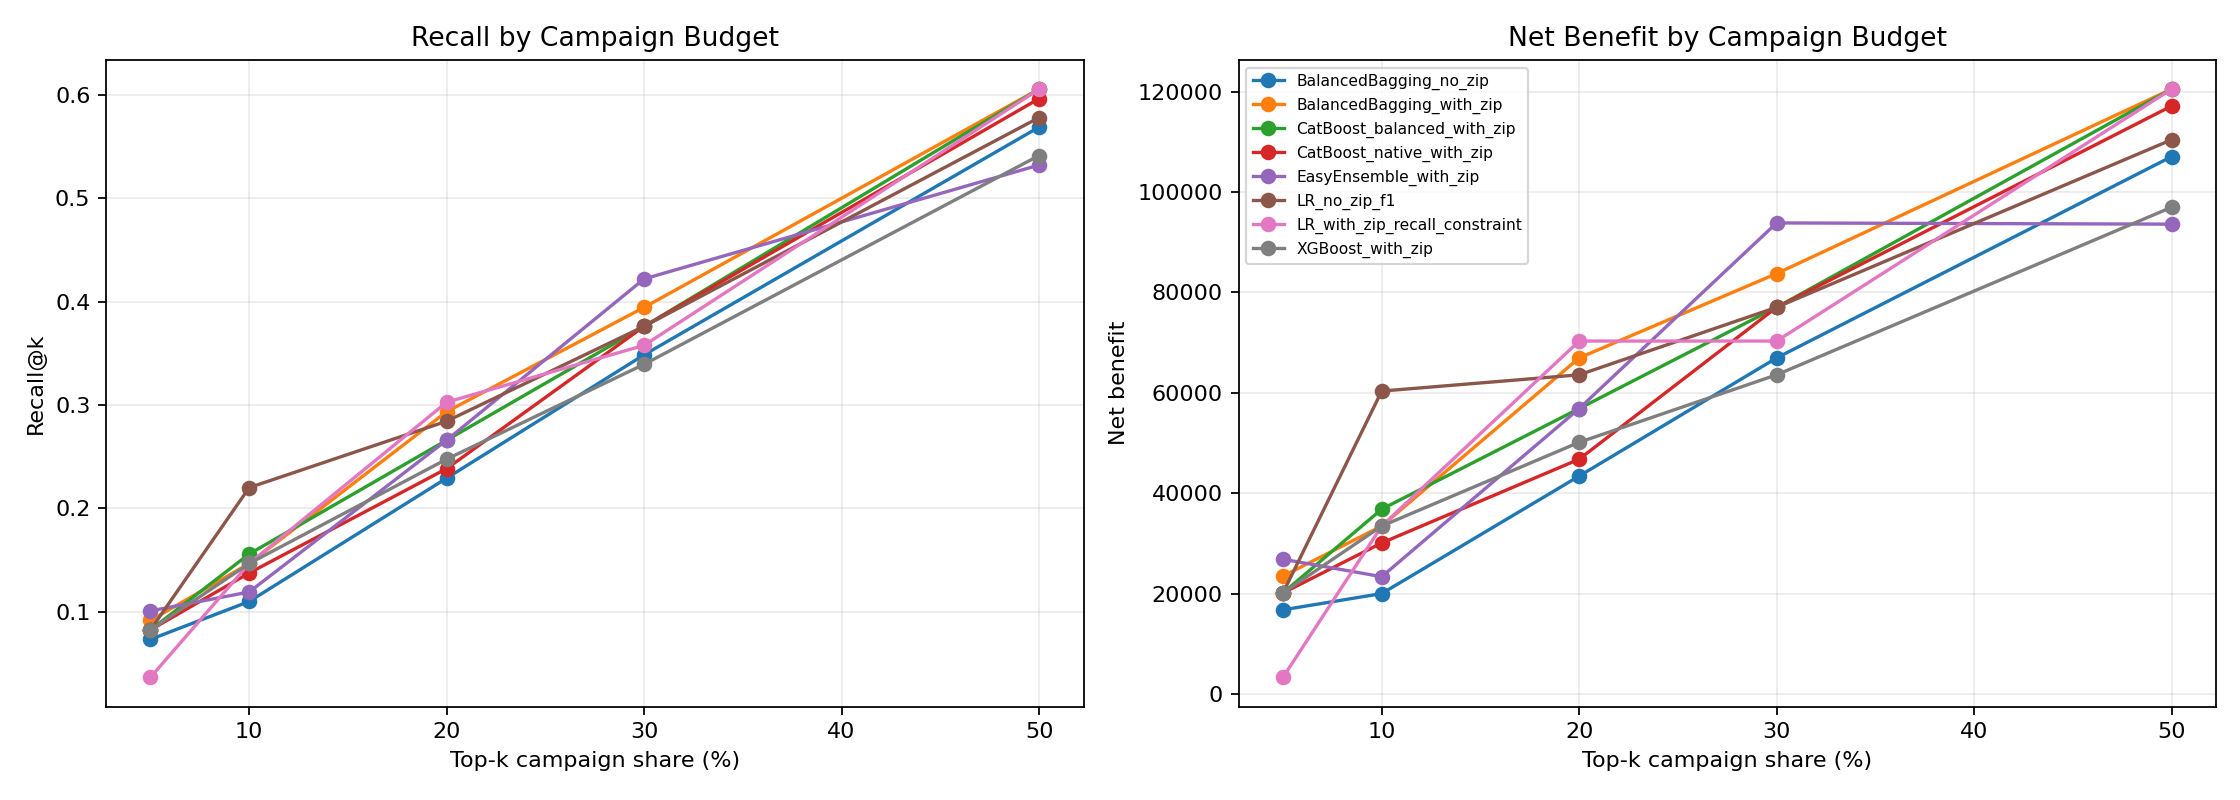 Recall by Campaign Budget
Recall@k
0.6
0.5
0.4
0.3
0.2
0.1
10 20 30 40 50
Top-k campaign share (%)
Net Benefit by Campaign Budget
Net benefit
120000
100000
80000
60000
40000
20000
0
BalancedBagging_no_zip
BalancedBagging_with_zip
CatBoost_balanced_with_zip
CatBoost_native_with_zip
EasyEnsemble_with_zip
LR_no_zip_f1
LR_with_zip_recall_constraint
XGBoost_with_zip
10 20 30 40 50
Top-k campaign share (%)